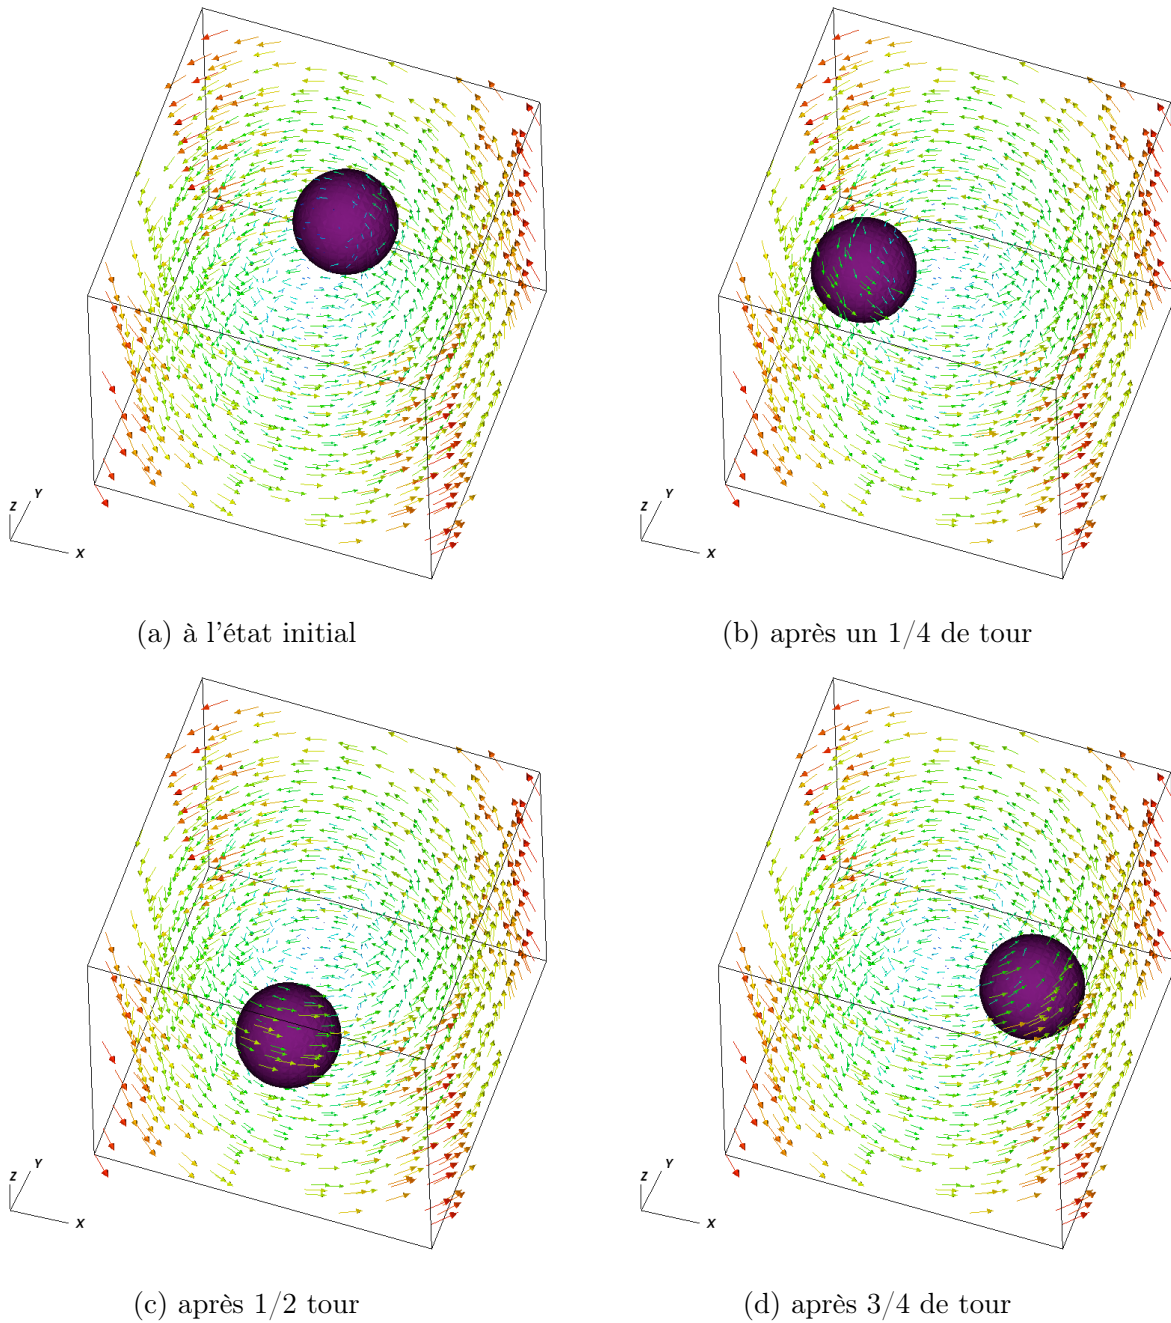 Z
Y
X
Z
Y
X
(a) à l'état initial
(b) après un 1/4 de tour
Z
Y
X
Z
Y
X
(c) après 1/2 tour
(d) après 3/4 de tour